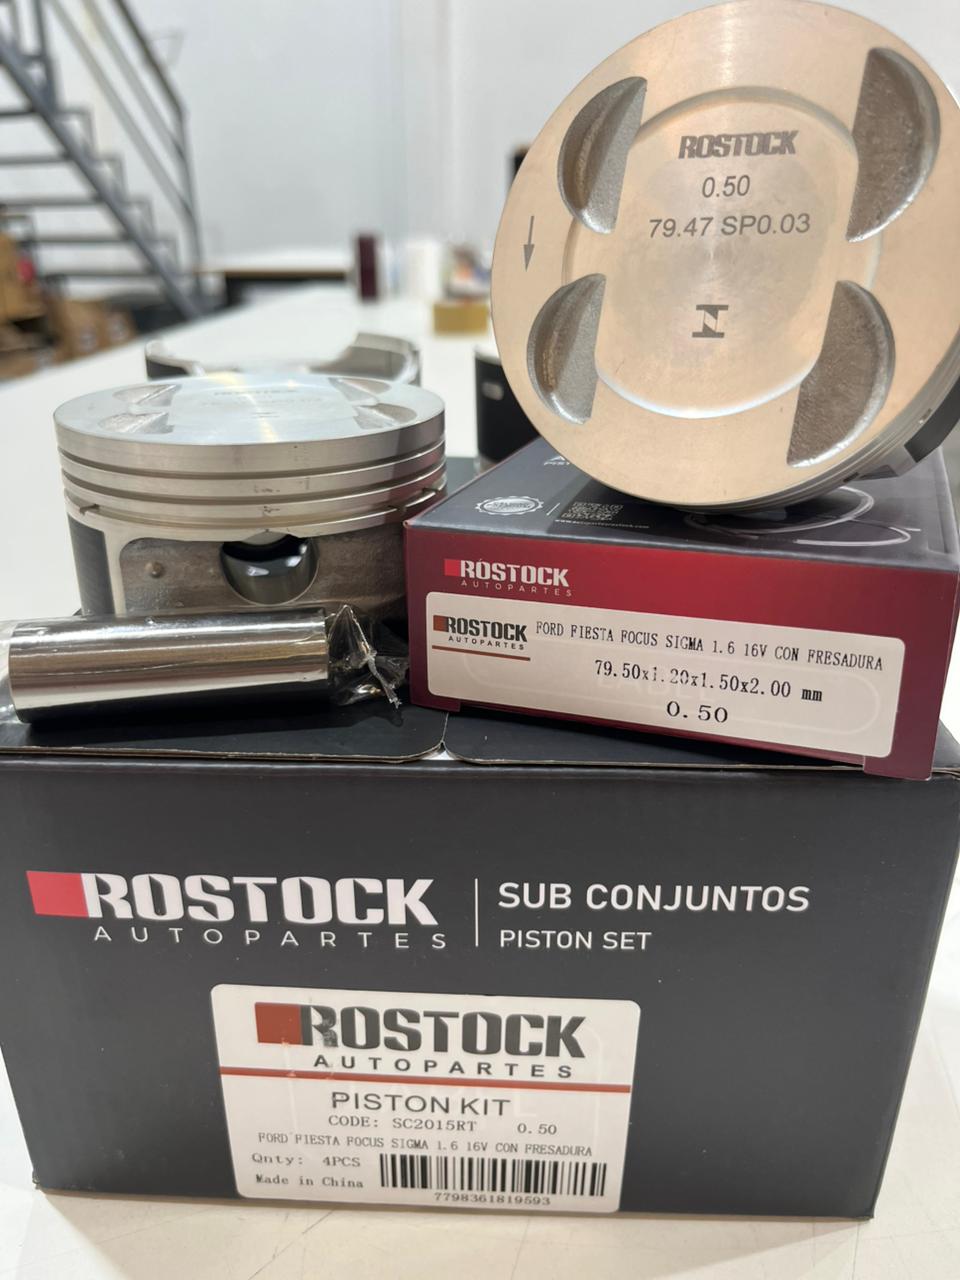 ROSTOCK
0.50
79.47 SP0.03
ROSTOCK
AUTOPARTES
ROSTOCK
AUTOPARTES
FORD FIESTA FOCUS SIGMA 1.6 16V CON FRESADURA
79.50x1.20x1.50x2.00 mm
0.50
ROSTOCK
AUTOPARTES
SUB CONJUNTOS
PISTON SET
ROSTOCK
AUTOPARTES
PISTON KIT
CODE: SC2015RT 0.50
FORD FIESTA FOCUS SIGMA 1.6 16V CON FRESADURA
Qnty: 4PCS
Made in China
7798361819593